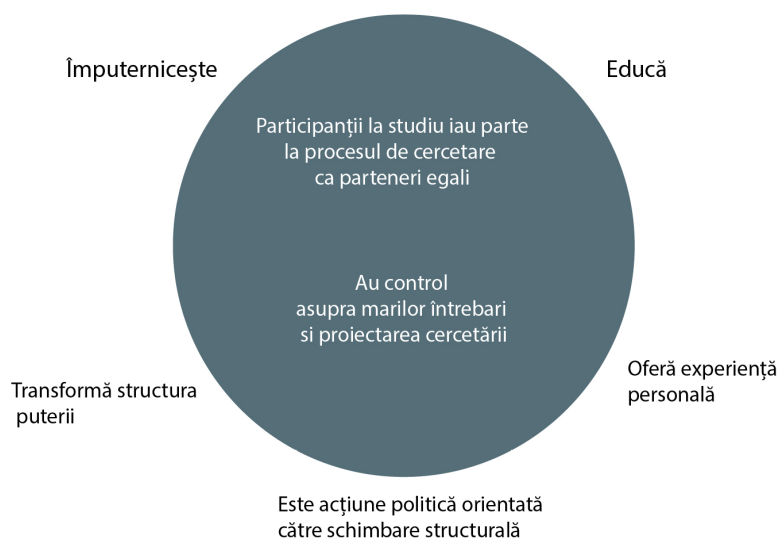 Împuternicește
Educă
Participanții la studiu iau parte
la procesul de cercetare
ca parteneri egali
Au control
asupra marilor întrebari
si proiectarea cercetării
Oferă experiență
personală
Transformă structura
puterii
Este acțiune politică orientată
către schimbare structurală